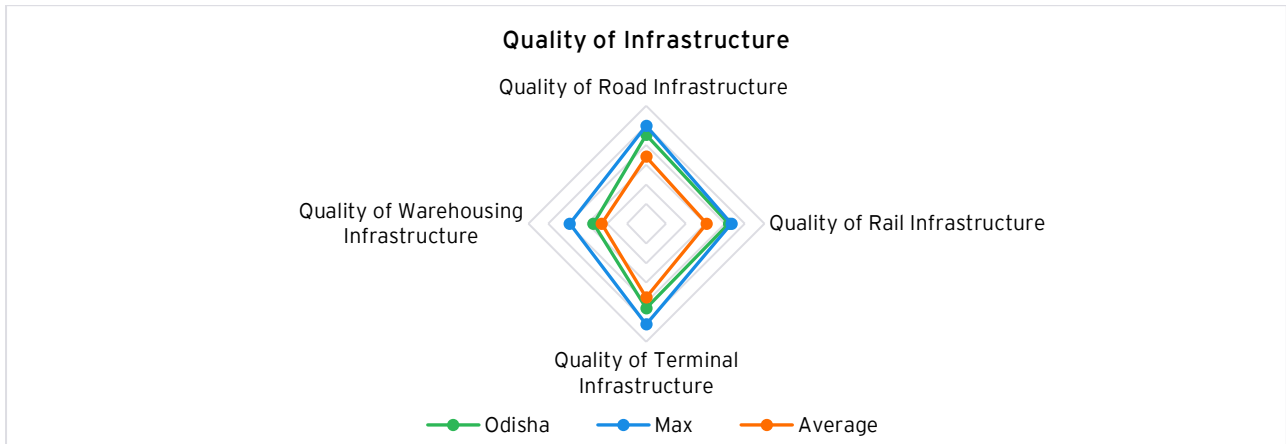 Quality of Infrastructure
Quality of Road Infrastructure
Quality of Warehousing
Infrastructure
Quality of Rail Infrastructure
Quality of Terminal
Infrastructure
Odisha
Max
Average